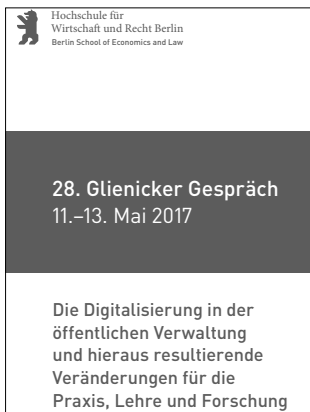 Hochschule für
Wirtschaft und Recht Berlin
Berlin School of Economics and Law
28. Glienicker Gespräch
11.–13. Mai 2017
Die Digitalisierung in der
öffentlichen Verwaltung
und hieraus resultierende
Veränderungen für die
Praxis, Lehre und Forschung